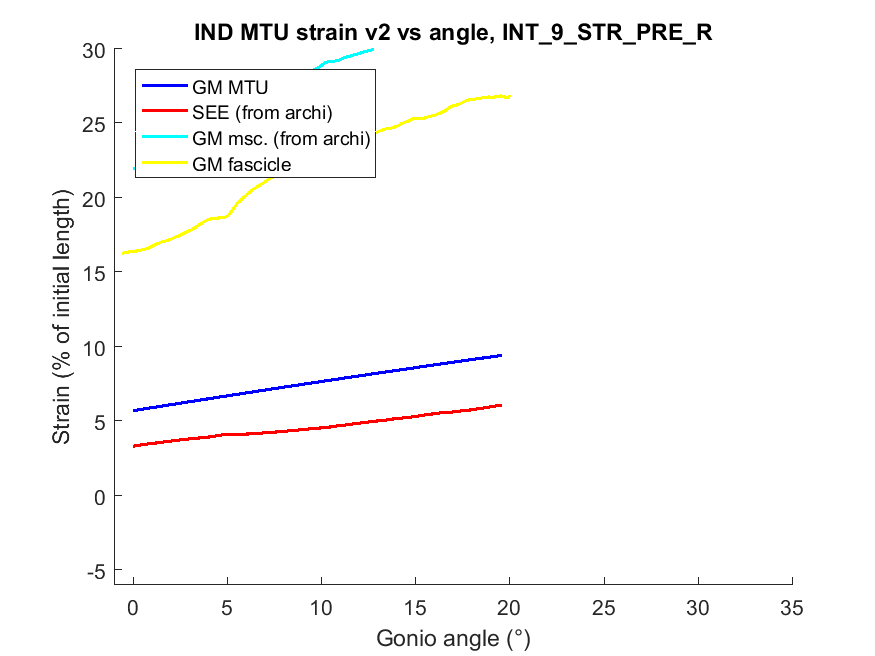 IND MTU strain v2 vs angle, INT_9_STR_PRE_R
30
25
20
15
10
5
0
-5
Strain (% of initial length)
GM MTU
SEE (from archi)
GM msc. (from archi)
GM fascicle
0 5 10 15 20 25 30 35
Gonio angle (°)